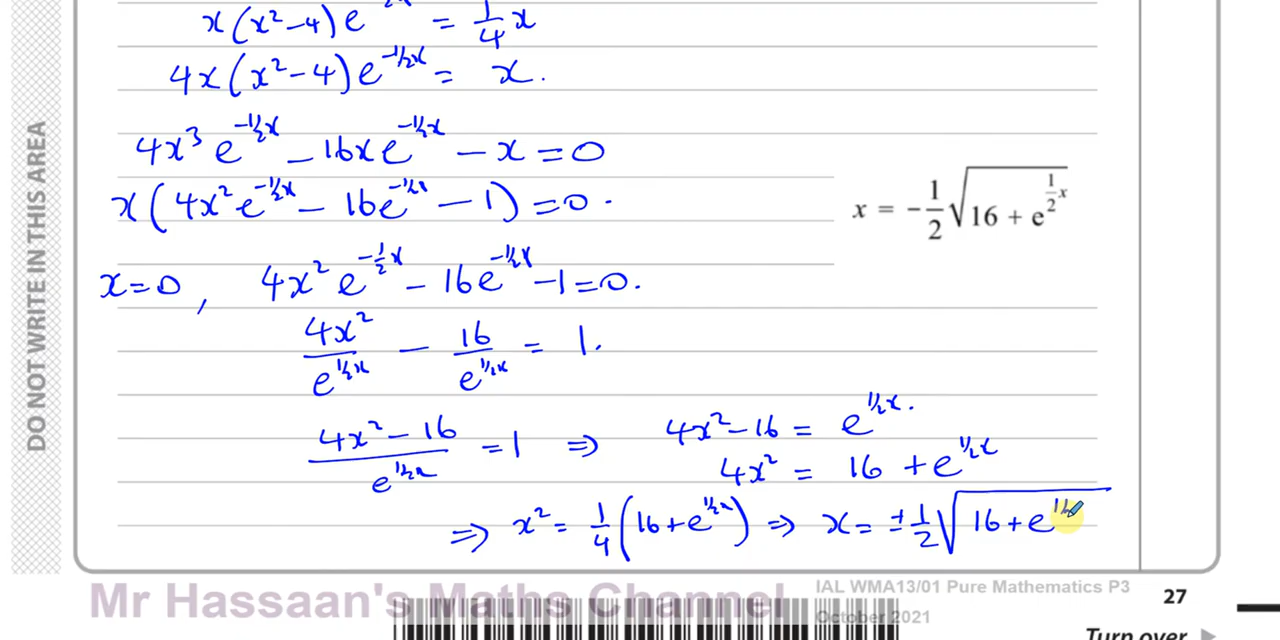 x(x²-4)e = 1/4 x
4x(x²-4)e^(-1/2x) = x.
4x³e^(-1/2x) - 16xe^(-1/2x) - x = 0
x(4x²e^(-1/2x) - 16e^(-1/2x) - 1) = 0.
x = -1/2 √(16 + e^(1/2 x))
x=0, 4x²e^(-1/2x) - 16e^(-1/2x) - 1 = 0.
4x²/e^(1/2x) - 16/e^(1/2x) = 1.
(4x² - 16)/e^(1/2x) = 1 ⇒ 4x² - 16 = e^(1/2x).
4x² = 16 + e^(1/2x)
⇒ x² = 1/4 (16 + e^(1/2x)) ⇒ x = ± 1/2 √(16 + e^(1/
DO NOT WRITE IN THIS AREA
Mr Hassaan's Maths Channel
IAL WMA13/01 Pure Mathematics P3
October 2021
27
Turn over